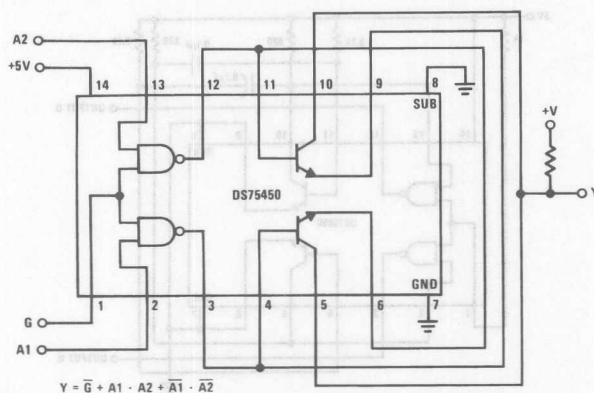 A2
+5V
14 13 12 11 10 9 8
SUB
+V
DS75450
Y
GND
1 2 3 4 5 6 7
G
A1
Y = G̅ + A1 · A2 + A̅1̅ · A̅2̅